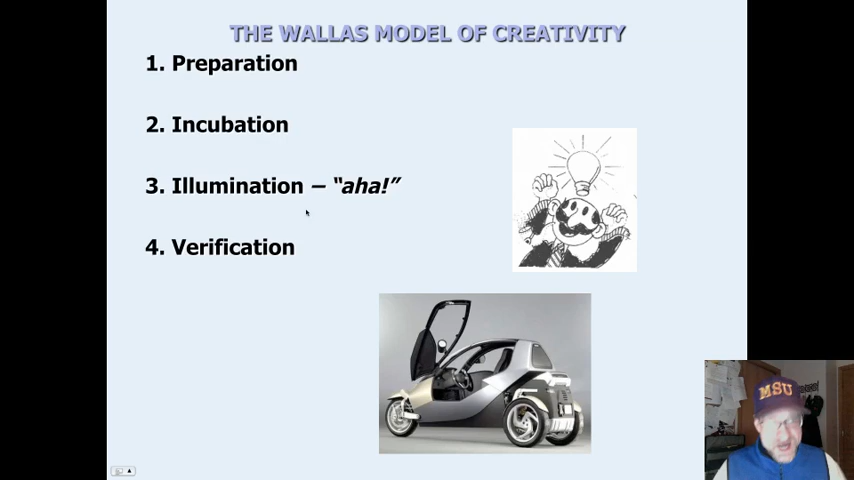 THE WALLAS MODEL OF CREATIVITY
1. Preparation
2. Incubation
3. Illumination – “aha!”
4. Verification
MSU